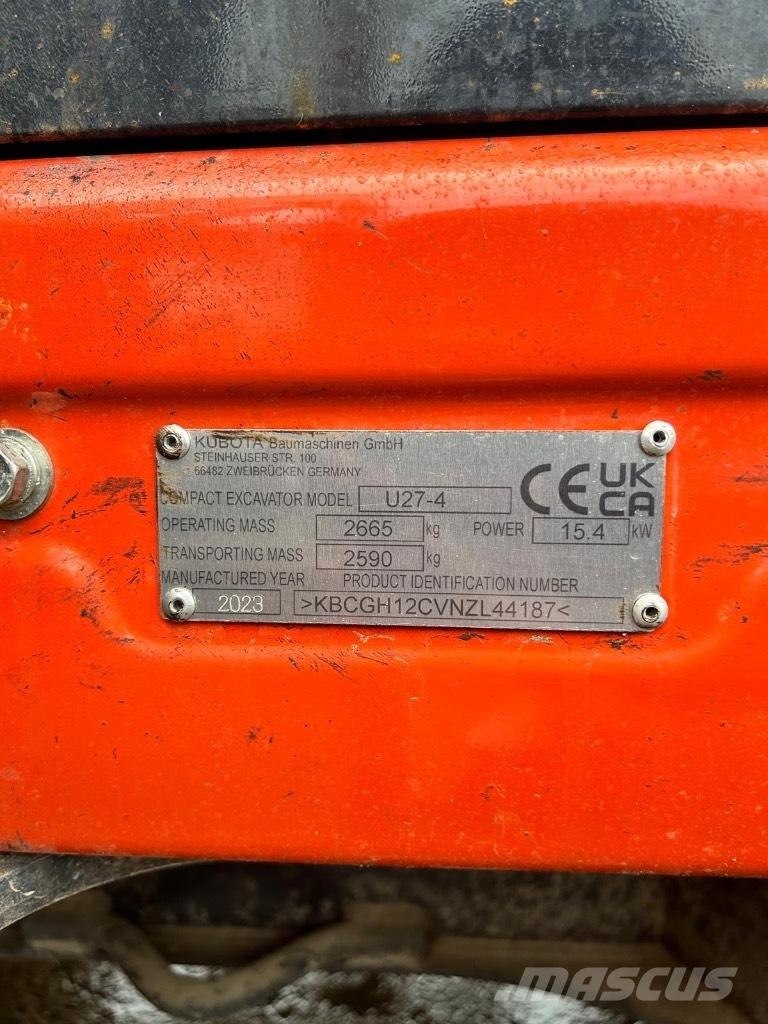 KUBOTA Baumaschinen GmbH
STEINHAUSER STR. 100
66482 ZWEIBRÜCKEN GERMANY
CE UK CA
COMPACT EXCAVATOR MODEL U27-4
OPERATING MASS 2665 kg POWER 15.4 kW
TRANSPORTING MASS 2590 kg
MANUFACTURED YEAR PRODUCT IDENTIFICATION NUMBER
2023 >KBCGH12CVNZL44187<
MASCUS